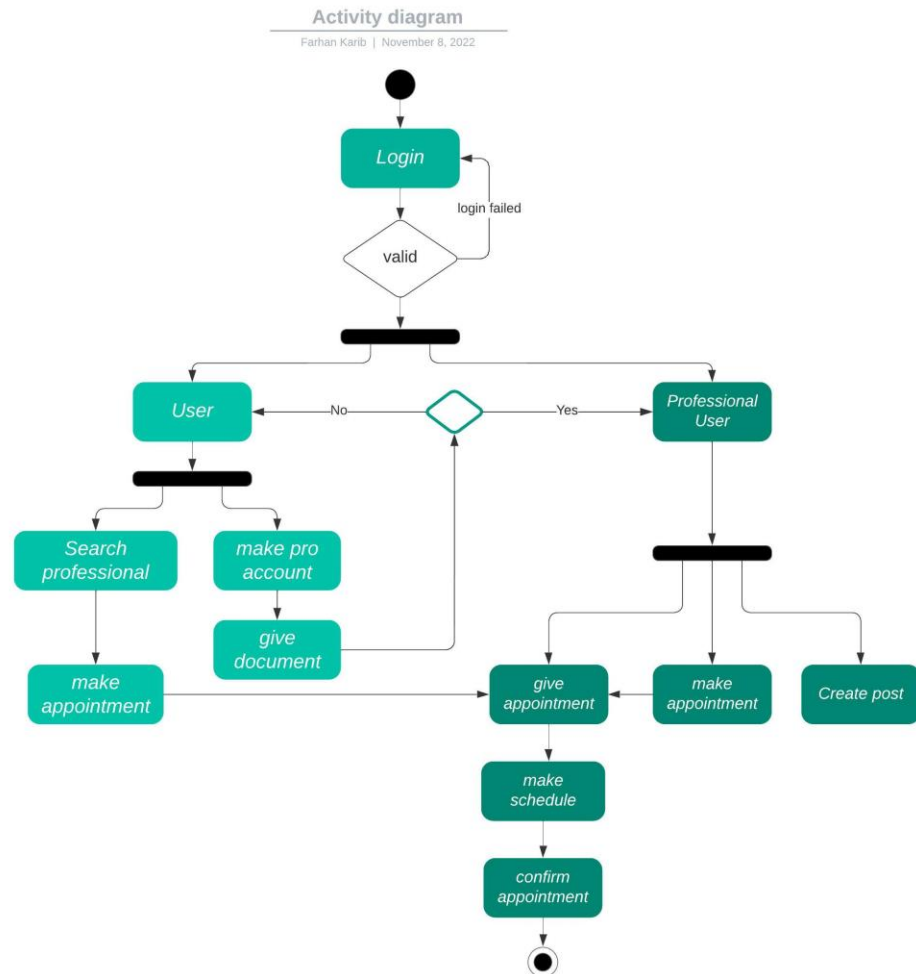 Activity diagram
Farhan Karib | November 8, 2022
Login
login failed
valid
User
No
Yes
Professional
User
Search
professional
make pro
account
give
document
make
appointment
give
appointment
make
appointment
Create post
make
schedule
confirm
appointment